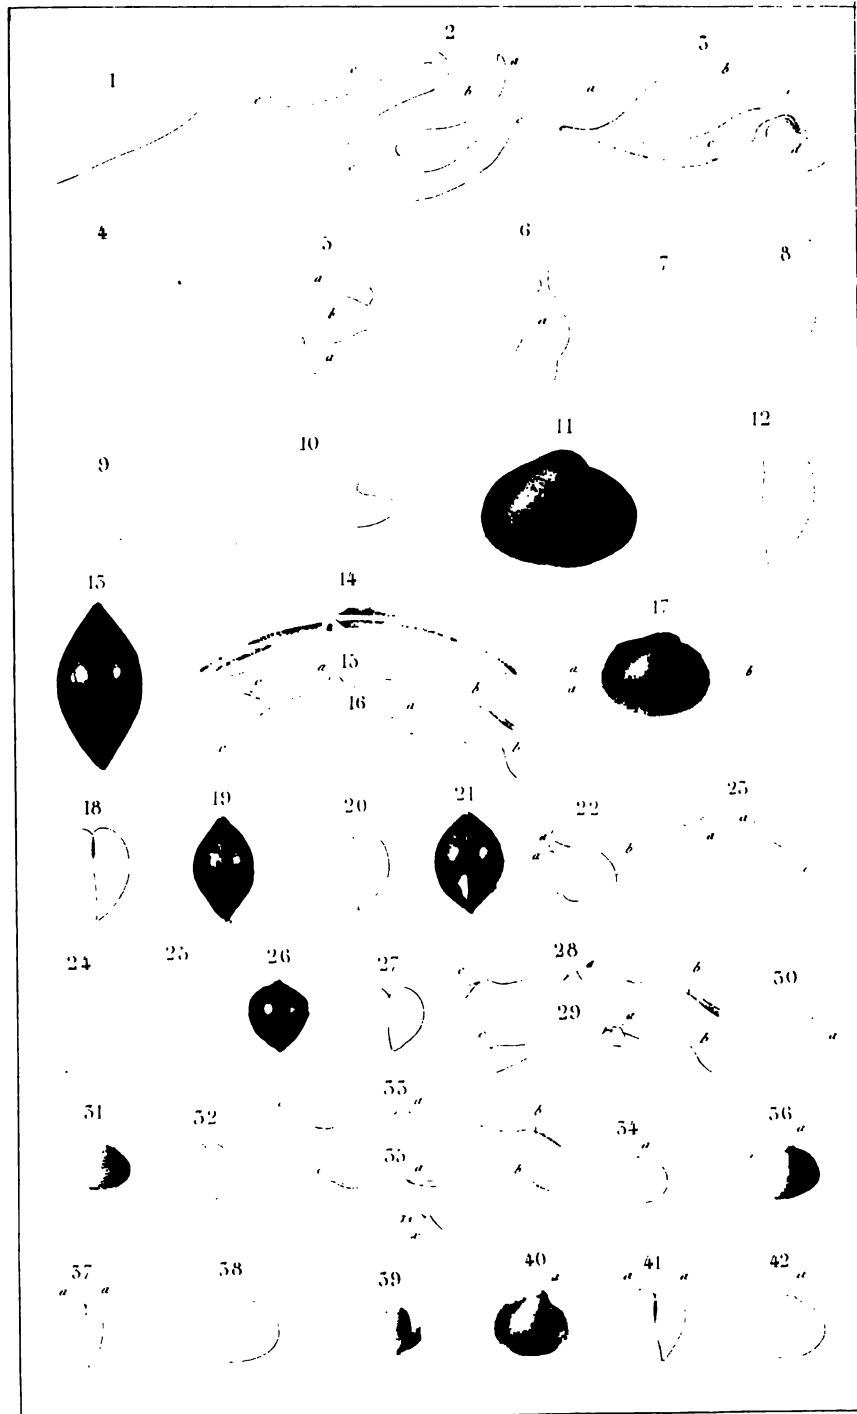 1 2 3
c c b a a b
c a
c c d
4 5 6 7 8
a
b a
a
9 10 11 12
13 14 17
15
c a b a b
a
16 a
c b
18 19 20 21 22 23
a a
a b a
c
24 25 26 27 28 30
c a b
29 a
c b a
31 32 33 34 36
a b a a
35
c a b
n
x
37 38 39 40 41 42
a a a a a a